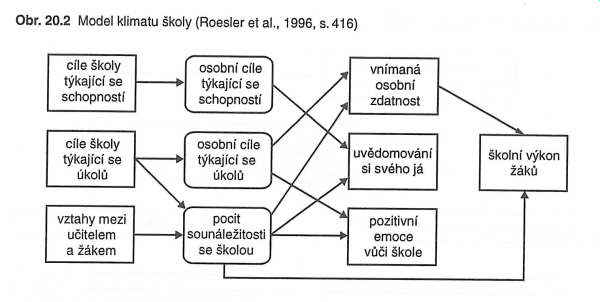 Obr. 20.2 Model klimatu školy (Roesler et al., 1996, s. 416)
cíle školy
týkající se
schopností
osobní cíle
týkající se
schopností
vnímaná
osobní
zdatnost
cíle školy
týkající se
úkolů
osobní cíle
týkající se
úkolů
uvědomování
si svého já
školní výkon
žáků
vztahy mezi
učitelem
a žákem
pocit
sounáležitosti
se školou
pozitivní
emoce
vůči škole